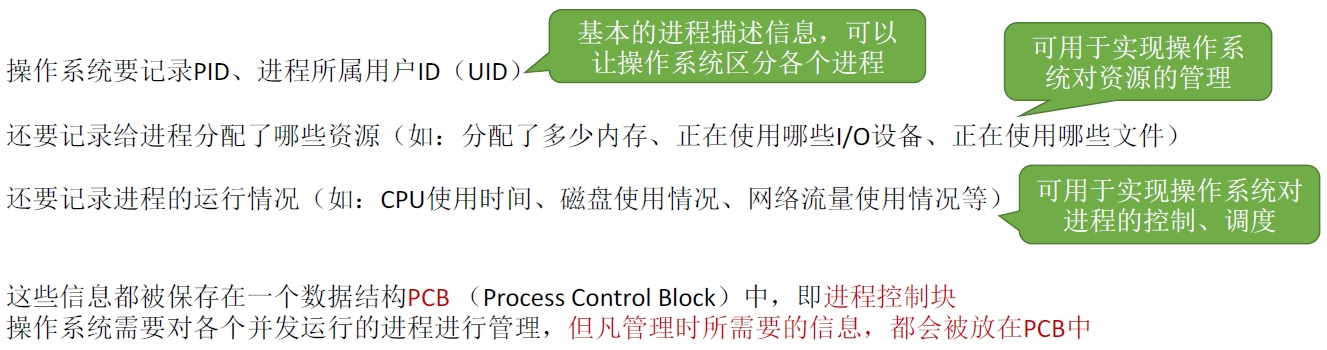 基本的进程描述信息，可以
让操作系统区分各个进程
操作系统要记录PID、进程所属用户ID（UID）
可用于实现操作系
统对资源的管理
还要记录给进程分配了哪些资源（如：分配了多少内存、正在使用哪些I/O设备、正在使用哪些文件）
还要记录进程的运行情况（如：CPU使用时间、磁盘使用情况、网络流量使用情况等）
可用于实现操作系统对
进程的控制、调度
这些信息都被保存在一个数据结构PCB （Process Control Block）中，即进程控制块
操作系统需要对各个并发运行的进程进行管理，但凡管理时所需要的信息，都会被放在PCB中